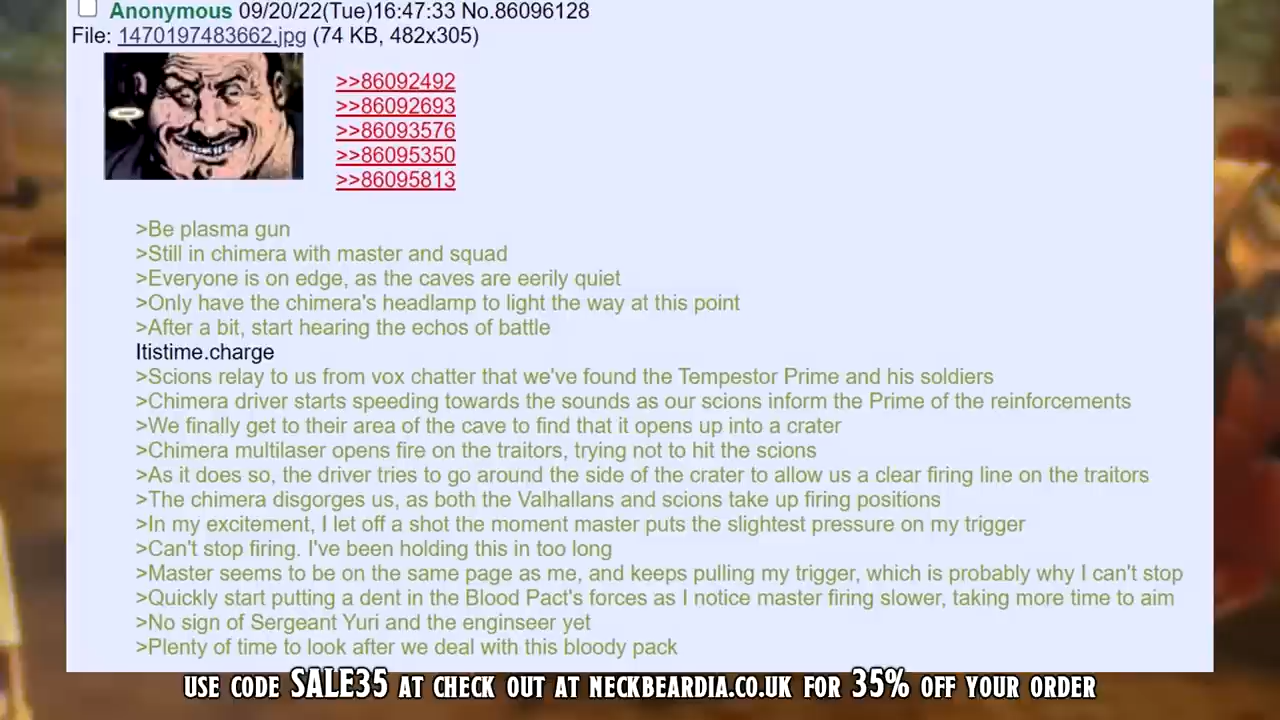 Anonymous 09/20/22(Tue)16:47:33 No.86096128
File: 1470197483662.jpg (74 KB, 482x305)
>>86092492
>>86092693
>>86093576
>>86095350
>>86095813
>Be plasma gun
>Still in chimera with master and squad
>Everyone is on edge, as the caves are eerily quiet
>Only have the chimera's headlamp to light the way at this point
>After a bit, start hearing the echos of battle
Itistime.charge
>Scions relay to us from vox chatter that we've found the Tempestor Prime and his soldiers
>Chimera driver starts speeding towards the sounds as our scions inform the Prime of the reinforcements
>We finally get to their area of the cave to find that it opens up into a crater
>Chimera multilaser opens fire on the traitors, trying not to hit the scions
>As it does so, the driver tries to go around the side of the crater to allow us a clear firing line on the traitors
>The chimera disgorges us, as both the Valhallans and scions take up firing positions
>In my excitement, I let off a shot the moment master puts the slightest pressure on my trigger
>Can't stop firing. I've been holding this in too long
>Master seems to be on the same page as me, and keeps pulling my trigger, which is probably why I can't stop
>Quickly start putting a dent in the Blood Pact's forces as I notice master firing slower, taking more time to aim
>No sign of Sergeant Yuri and the enginseer yet
>Plenty of time to look after we deal with this bloody pack
USE CODE SALE35 AT CHECK OUT AT NECKBEARDIA.CO.UK FOR 35% OFF YOUR ORDER